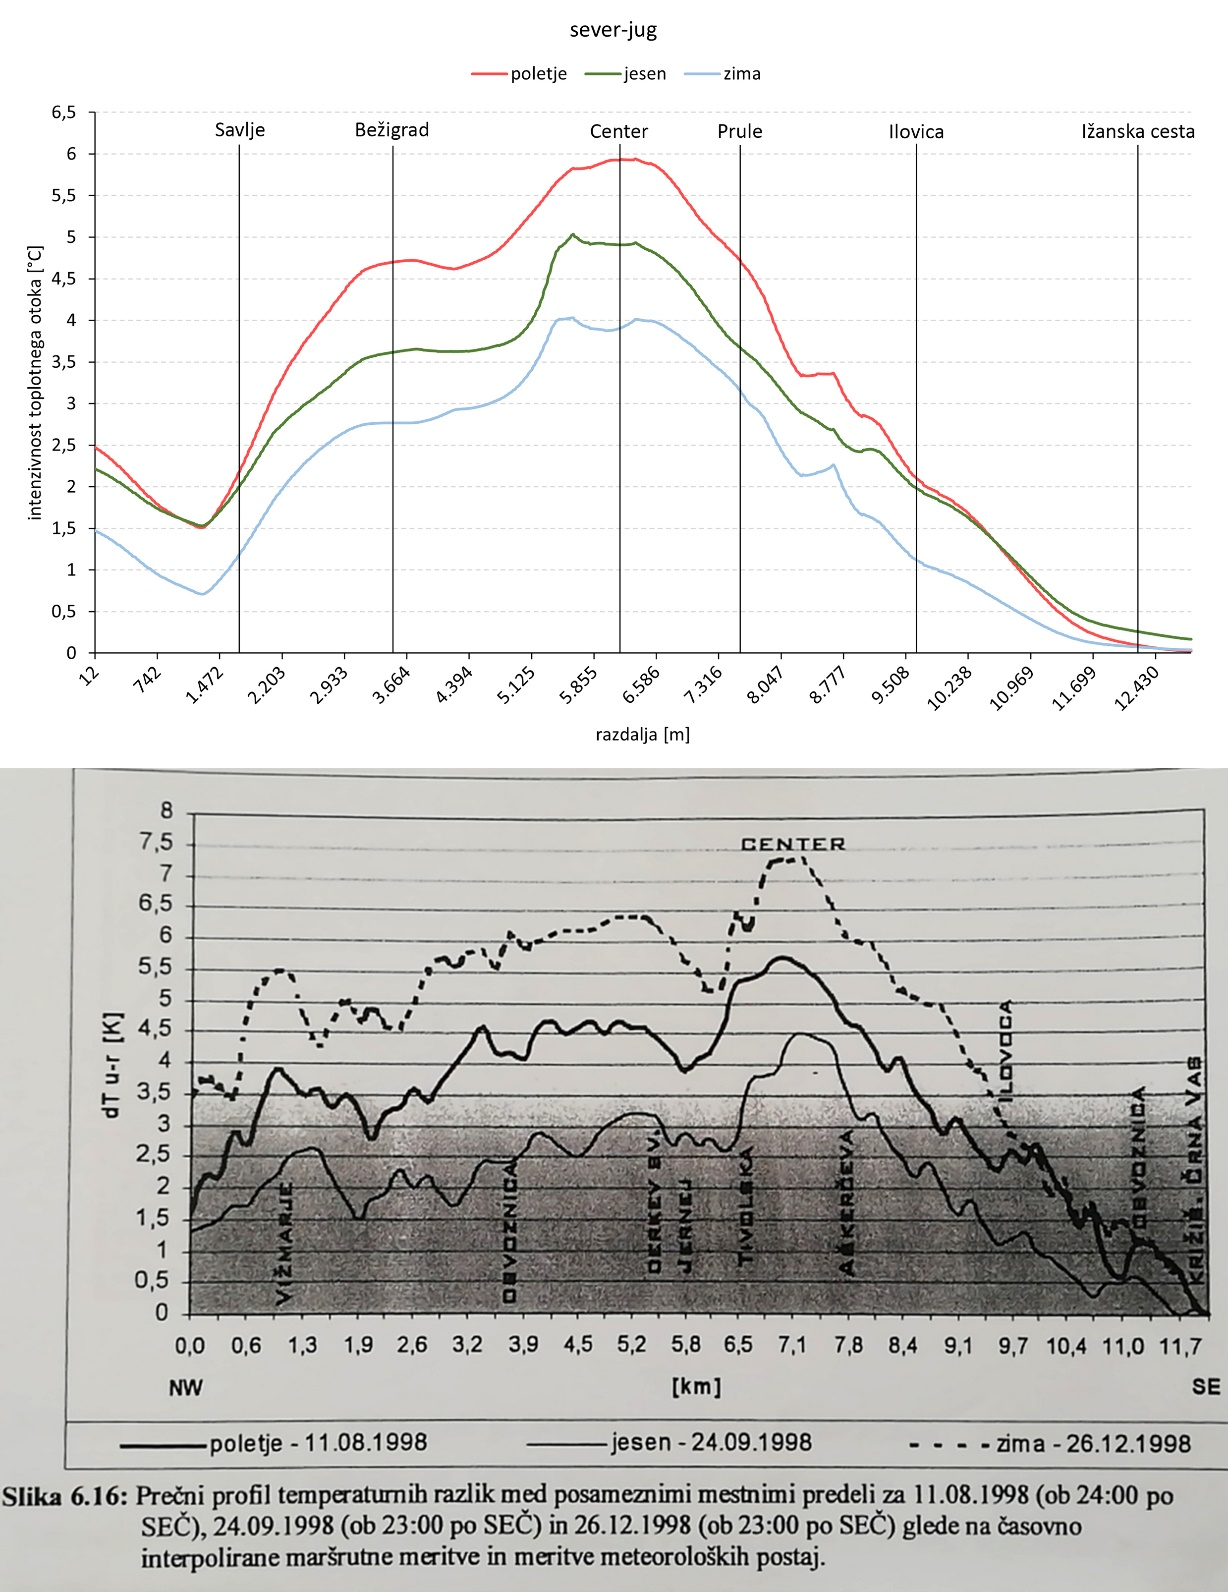 sever-jug
poletje jesen zima
Savlje Bežigrad Center Prule Ilovica Ižanska cesta
intenzivnost toplotnega otoka [°C]
6,5
6
5,5
5
4,5
4
3,5
3
2,5
2
1,5
1
0,5
0
12 742 1.472 2.203 2.933 3.664 4.394 5.125 5.855 6.586 7.316 8.047 8.777 9.508 10.238 10.969 11.699 12.430
razdalja [m]
dT u-r [K]
8
7,5
7
6,5
6
5,5
5
4,5
4
3,5
3
2,5
2
1,5
1
0,5
0
CENTER
VIŽMARJE
OBVOZNICA
CERKEV SV.
JERNEJ
TIVOLSKA
AŠKERČEVA
ILOVOCA
OBVOZNICA
KRIŽIŠ. ČRNA VAS
0,0 0,6 1,3 1,9 2,6 3,2 3,9 4,5 5,2 5,8 6,5 7,1 7,8 8,4 9,1 9,7 10,4 11,0 11,7
NW [km] SE
poletje - 11.08.1998 jesen - 24.09.1998 zima - 26.12.1998
Slika 6.16: Prečni profil temperaturnih razlik med posameznimi mestnimi predeli za 11.08.1998 (ob 24:00 po
SEČ), 24.09.1998 (ob 23:00 po SEČ) in 26.12.1998 (ob 23:00 po SEČ) glede na časovno
interpolirane maršrutne meritve in meritve meteoroloških postaj.